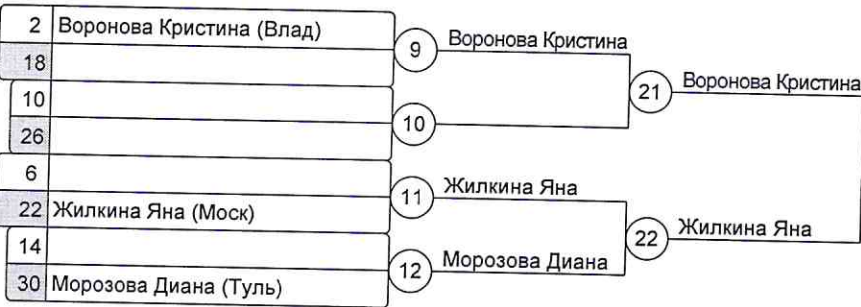 2 Воронова Кристина (Влад)
18
10
26
6
22 Жилкина Яна (Моск)
14
30 Морозова Диана (Туль)
9 Воронова Кристина
10
11 Жилкина Яна
12 Морозова Диана
21 Воронова Кристина
22 Жилкина Яна